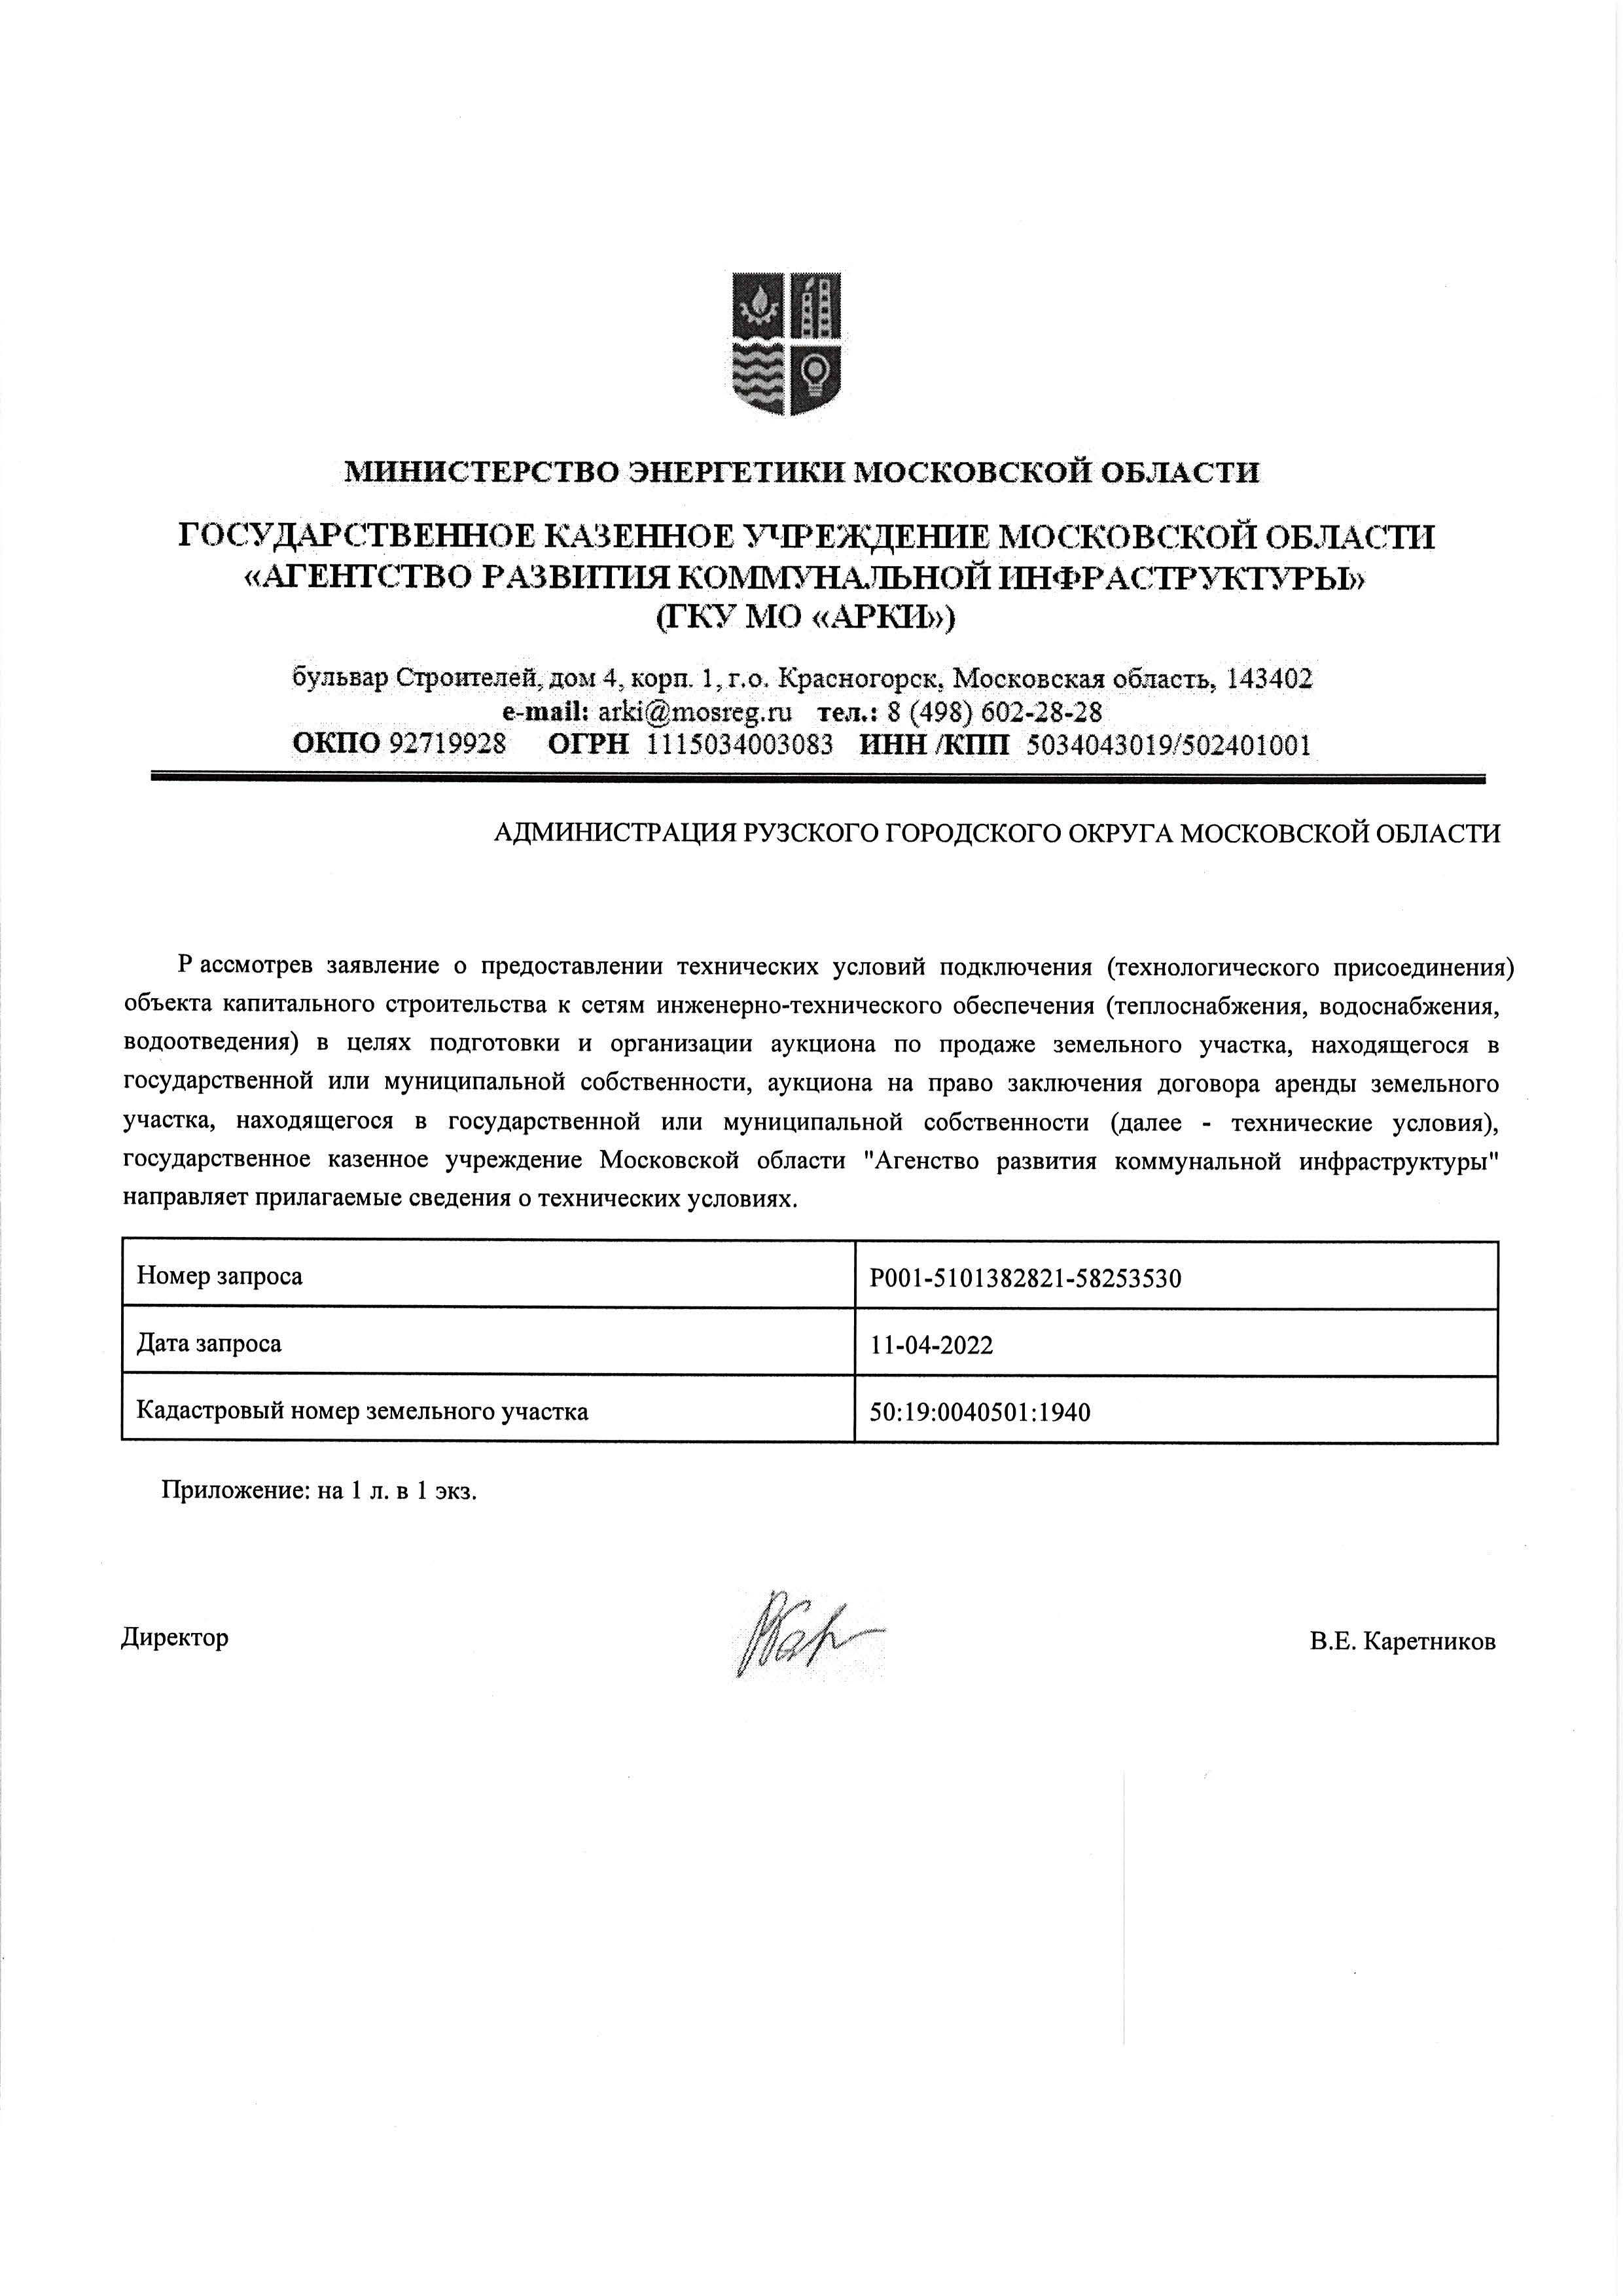 МИНИСТЕРСТВО ЭНЕРГЕТИКИ МОСКОВСКОЙ ОБЛАСТИ
ГОСУДАРСТВЕННОЕ КАЗЕННОЕ УЧРЕЖДЕНИЕ МОСКОВСКОЙ ОБЛАСТИ
«АГЕНТСТВО РАЗВИТИЯ КОММУНАЛЬНОЙ ИНФРАСТРУКТУРЫ»
(ГКУ МО «АРКИ»)
бульвар Строителей, дом 4, корп. 1, г.о. Красногорск, Московская область, 143402
e-mail: arki@mosreg.ru тел.: 8 (498) 602-28-28
ОКПО 92719928 ОГРН 1115034003083 ИНН /КПП 5034043019/502401001
АДМИНИСТРАЦИЯ РУЗСКОГО ГОРОДСКОГО ОКРУГА МОСКОВСКОЙ ОБЛАСТИ
Р ассмотрев заявление о предоставлении технических условий подключения (технологического присоединения)
объекта капитального строительства к сетям инженерно-технического обеспечения (теплоснабжения, водоснабжения,
водоотведения) в целях подготовки и организации аукциона по продаже земельного участка, находящегося в
государственной или муниципальной собственности, аукциона на право заключения договора аренды земельного
участка, находящегося в государственной или муниципальной собственности (далее - технические условия),
государственное казенное учреждение Московской области "Агенство развития коммунальной инфраструктуры"
направляет прилагаемые сведения о технических условиях.
Номер запроса P001-5101382821-58253530
Дата запроса 11-04-2022
Кадастровый номер земельного участка 50:19:0040501:1940
Приложение: на 1 л. в 1 экз.
Директор В.Е. Каретников